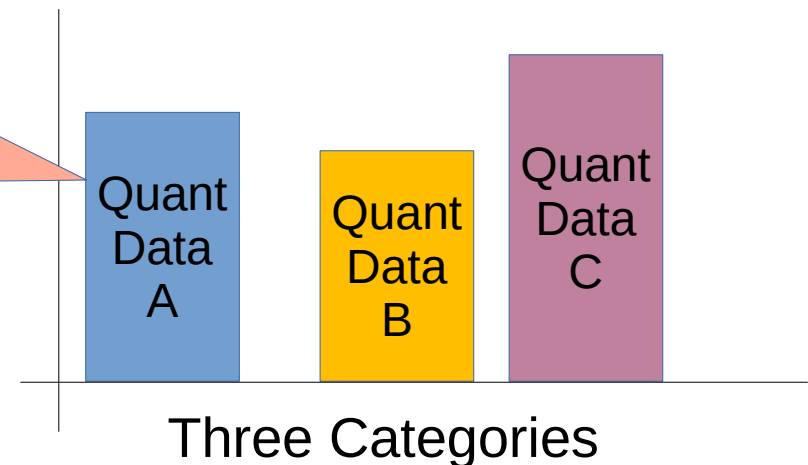 Quant
Data
A
Quant
Data
B
Quant
Data
C
Three Categories